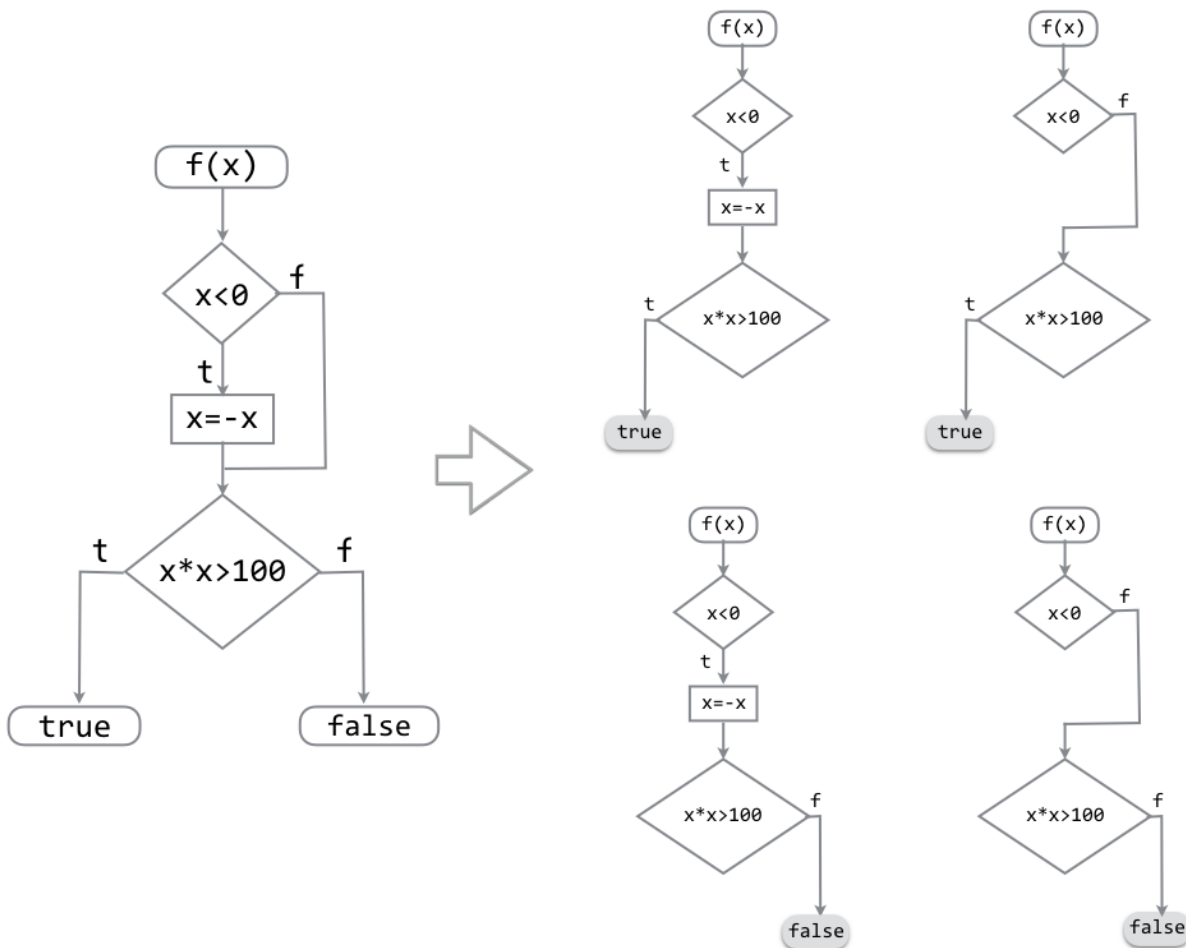 f(x)
x<0
f
t
x=-x
t
x*x>100
f
true
false
f(x)
x<0
t
x=-x
t
x*x>100
true
f(x)
x<0
f
t
x*x>100
true
f(x)
x<0
t
x=-x
x*x>100
f
false
f(x)
x<0
f
x*x>100
f
false